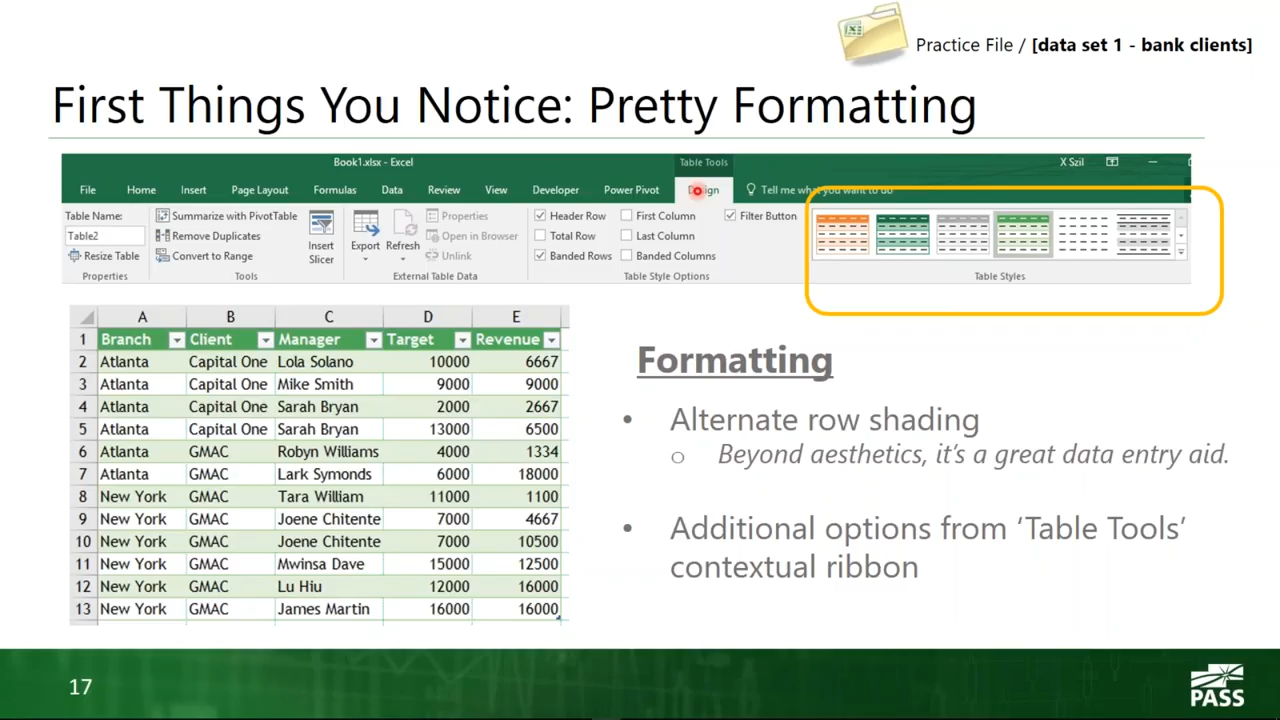 Practice File / [data set 1 - bank clients]
First Things You Notice: Pretty Formatting
Book1.xlsx - Excel
Table Tools
X Szil
File Home Insert Page Layout Formulas Data Review View Developer Power Pivot Design Tell me what you want to do
Table Name: Summarize with PivotTable Properties Header Row First Column Filter Button
Table2 Remove Duplicates Insert Slicer Export Refresh Open in Browser Total Row Last Column
Resize Table Convert to Range Unlink Banded Rows Banded Columns
Properties Tools External Table Data Table Style Options Table Styles
A B C D E
1 Branch Client Manager Target Revenue
2 Atlanta Capital One Lola Solano 10000 6667
3 Atlanta Capital One Mike Smith 9000 9000
4 Atlanta Capital One Sarah Bryan 2000 2667
5 Atlanta Capital One Sarah Bryan 13000 6500
6 Atlanta GMAC Robyn Williams 4000 1334
7 Atlanta GMAC Lark Symonds 6000 18000
8 New York GMAC Tara William 11000 1100
9 New York GMAC Joene Chitente 7000 4667
10 New York GMAC Joene Chitente 7000 10500
11 New York GMAC Mwinsa Dave 15000 12500
12 New York GMAC Lu Hiu 12000 16000
13 New York GMAC James Martin 16000 16000
Formatting
• Alternate row shading
o Beyond aesthetics, it’s a great data entry aid.
• Additional options from ‘Table Tools’
contextual ribbon
17
PASS